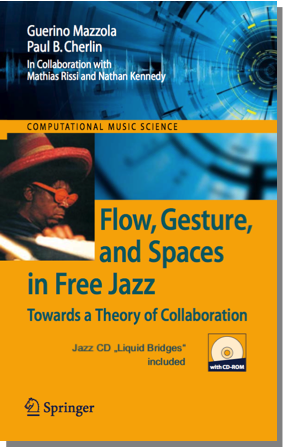 Guerino Mazzola
Paul B. Cherlin
In Collaboration with
Mathias Rissi and Nathan Kennedy
COMPUTATIONAL MUSIC SCIENCE
Flow, Gesture,
and Spaces
in Free Jazz
Towards a Theory of Collaboration
Jazz CD „Liquid Bridges“
included
with CD-ROM
Springer